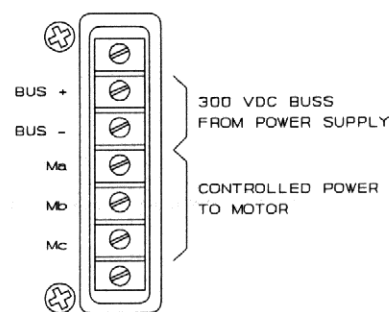 BUS +
BUS -
Ma
Mb
Mc
300 VDC BUSS
FROM POWER SUPPLY
CONTROLLED POWER
TO MOTOR